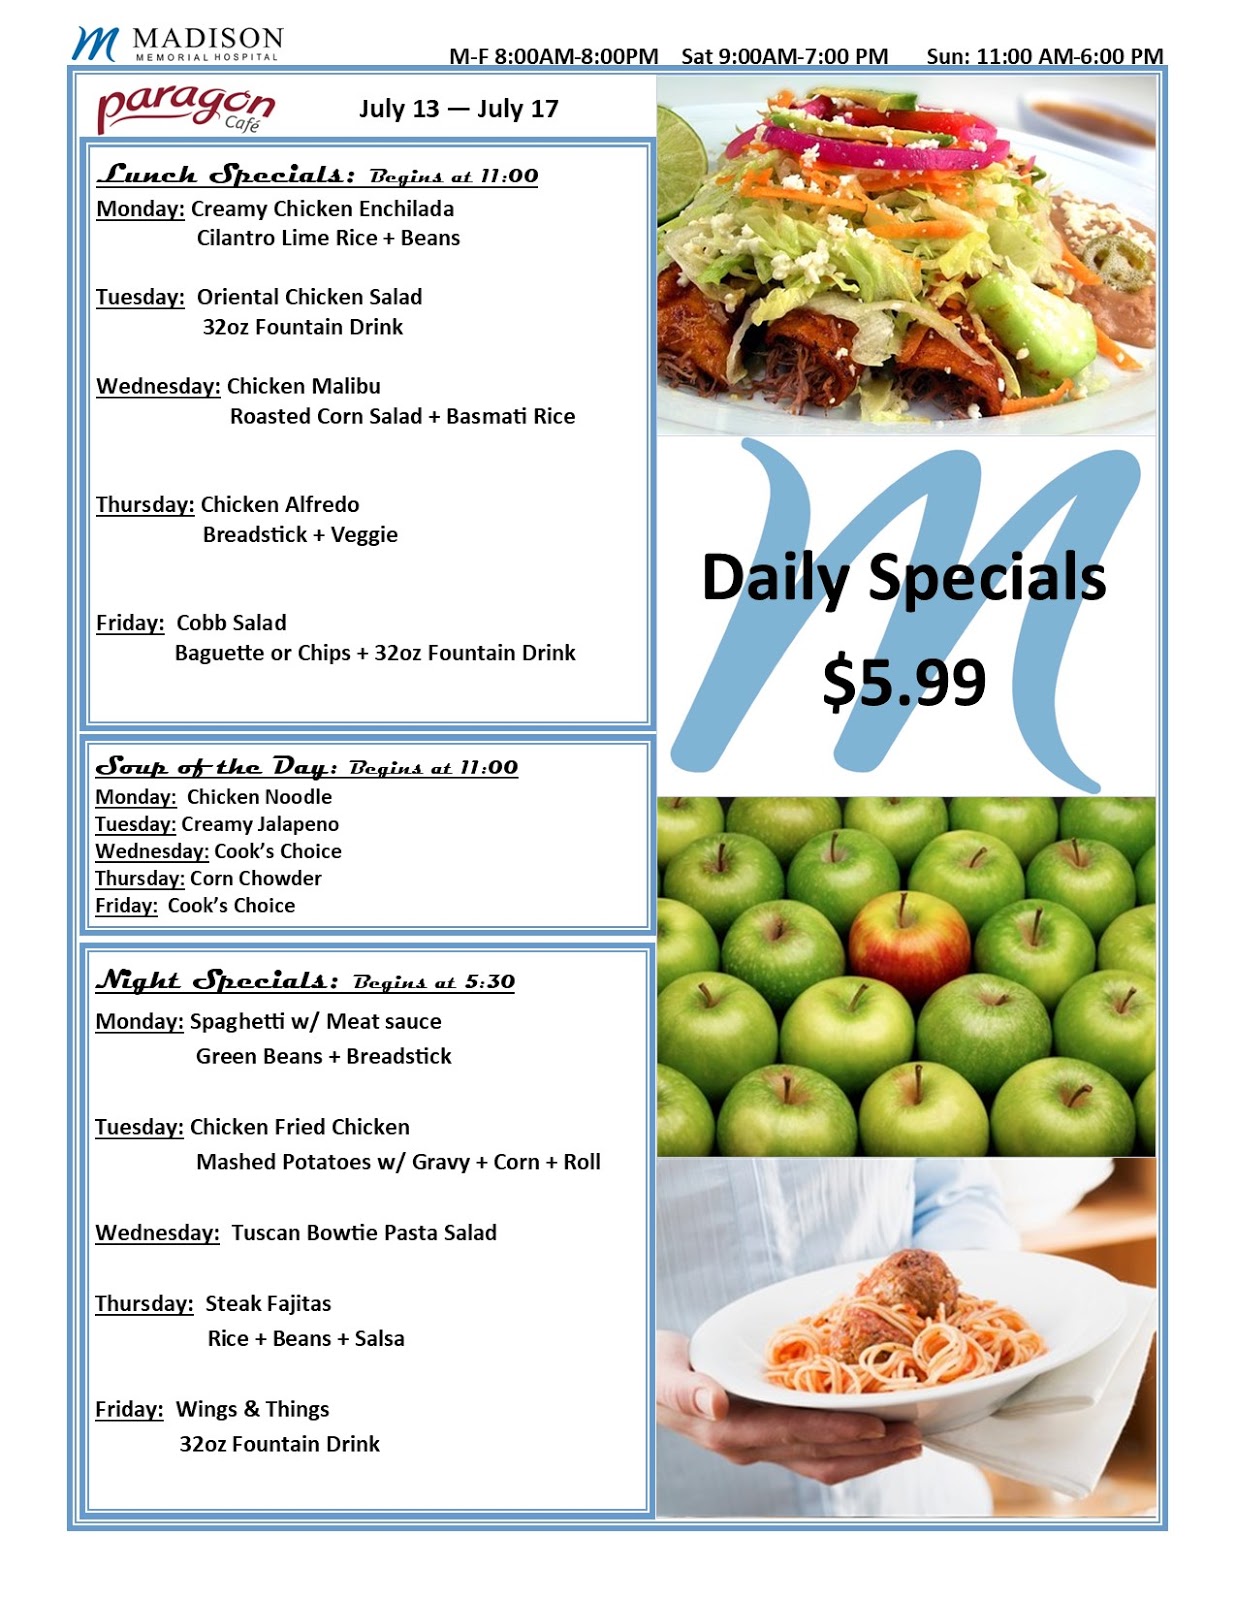 MADISON
MEMORIAL HOSPITAL
M-F 8:00AM-8:00PM Sat 9:00AM-7:00 PM Sun: 11:00 AM-6:00 PM
paragon
Café
July 13 — July 17
Lunch Specials: Begins at 11:00
Monday: Creamy Chicken Enchilada
Cilantro Lime Rice + Beans
Tuesday: Oriental Chicken Salad
32oz Fountain Drink
Wednesday: Chicken Malibu
Roasted Corn Salad + Basmati Rice
Thursday: Chicken Alfredo
Breadstick + Veggie
Friday: Cobb Salad
Baguette or Chips + 32oz Fountain Drink
Soup of the Day: Begins at 11:00
Monday: Chicken Noodle
Tuesday: Creamy Jalapeno
Wednesday: Cook's Choice
Thursday: Corn Chowder
Friday: Cook's Choice
Night Specials: Begins at 5:30
Monday: Spaghetti w/ Meat sauce
Green Beans + Breadstick
Tuesday: Chicken Fried Chicken
Mashed Potatoes w/ Gravy + Corn + Roll
Wednesday: Tuscan Bowtie Pasta Salad
Thursday: Steak Fajitas
Rice + Beans + Salsa
Friday: Wings & Things
32oz Fountain Drink
Daily Specials
$5.99